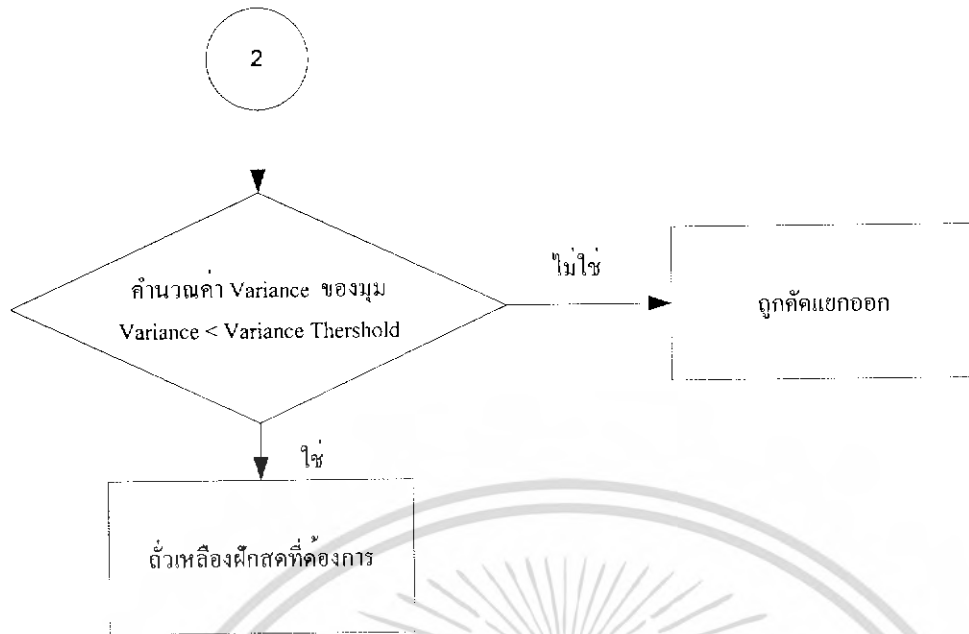 2
คำนวณค่า Variance ของมุม
Variance < Variance Thershold
ไม่ใช่
ถูกคัดแยกออก
ใช่
ถั่วเหลืองฝักสดที่ต้องการ